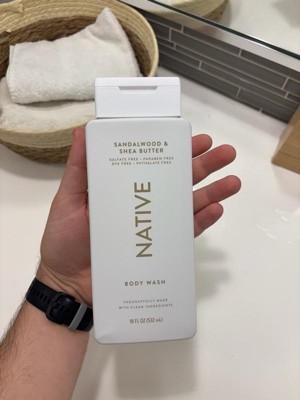 SANDALWOOD &
SHEA BUTTER
SULFATE FREE • PARABEN FREE
DYE FREE • PHTHALATE FREE
NATIVE
BODY WASH
THOUGHTFULLY MADE
WITH CLEAN INGREDIENTS
18 FL OZ (532 mL)